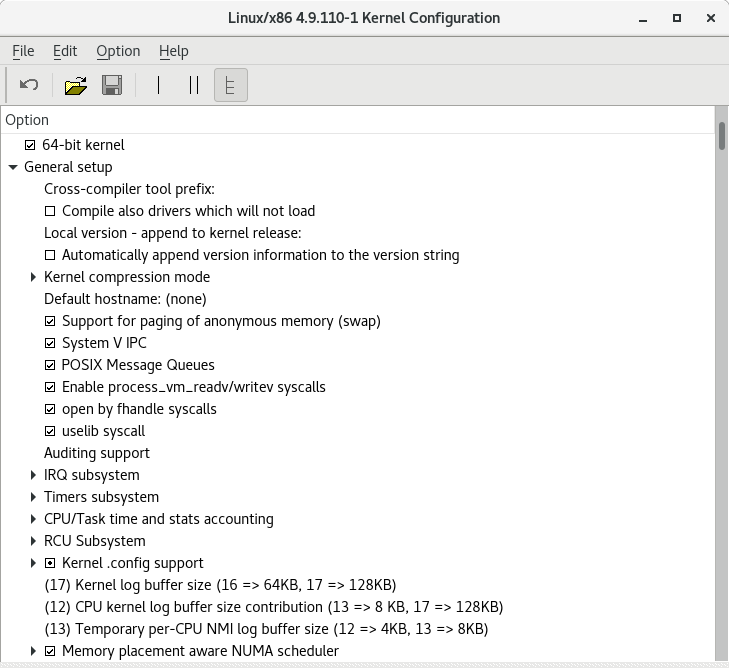 Linux/x86 4.9.110-1 Kernel Configuration
File Edit Option Help
Option
64-bit kernel
General setup
Cross-compiler tool prefix:
Compile also drivers which will not load
Local version - append to kernel release:
Automatically append version information to the version string
Kernel compression mode
Default hostname: (none)
Support for paging of anonymous memory (swap)
System V IPC
POSIX Message Queues
Enable process_vm_readv/writev syscalls
open by fhandle syscalls
uselib syscall
Auditing support
IRQ subsystem
Timers subsystem
CPU/Task time and stats accounting
RCU Subsystem
Kernel .config support
(17) Kernel log buffer size (16 => 64KB, 17 => 128KB)
(12) CPU kernel log buffer size contribution (13 => 8 KB, 17 => 128KB)
(13) Temporary per-CPU NMI log buffer size (12 => 4KB, 13 => 8KB)
Memory placement aware NUMA scheduler